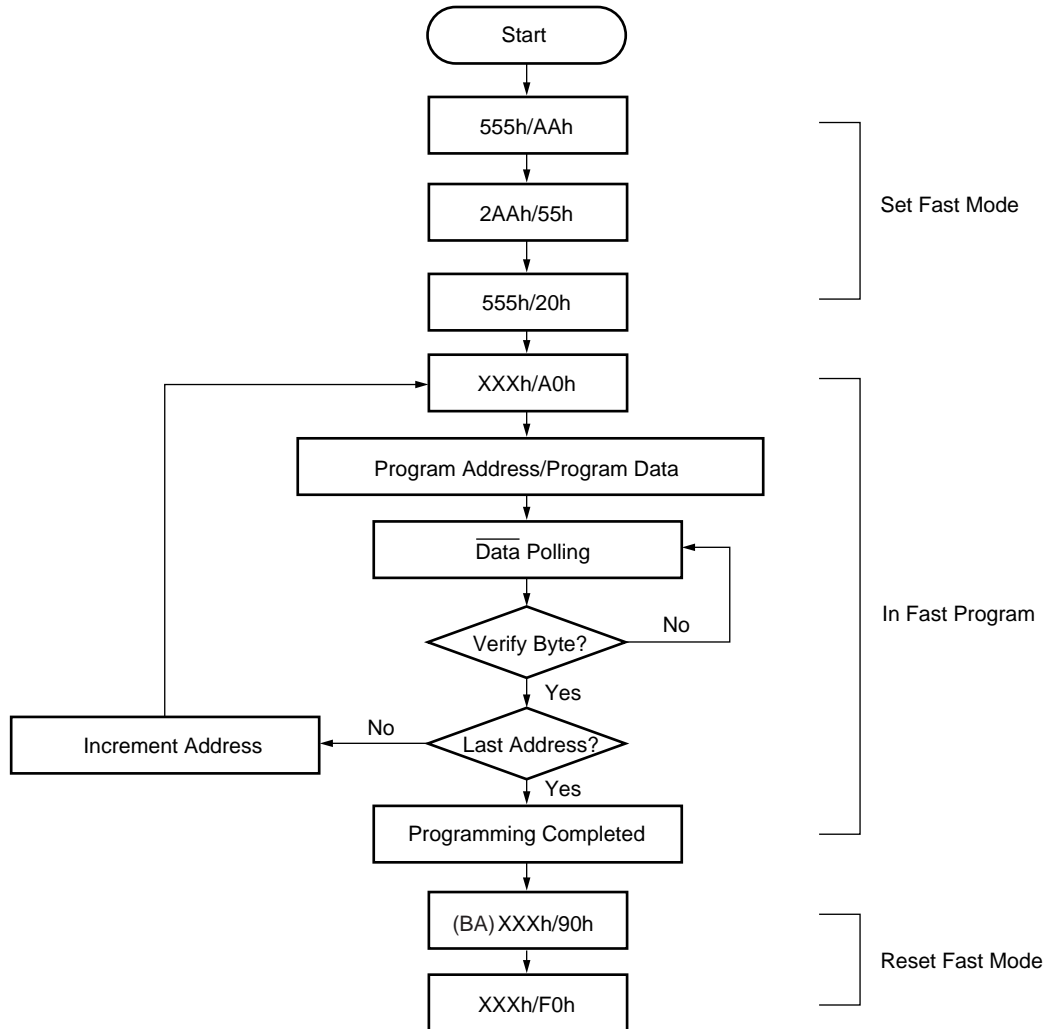 Start
555h/AAh
2AAh/55h
555h/20h
Set Fast Mode
XXXh/A0h
Program Address/Program Data
Data Polling
Verify Byte?
No
Yes
Last Address?
No
Increment Address
Yes
Programming Completed
In Fast Program
(BA) XXXh/90h
XXXh/F0h
Reset Fast Mode